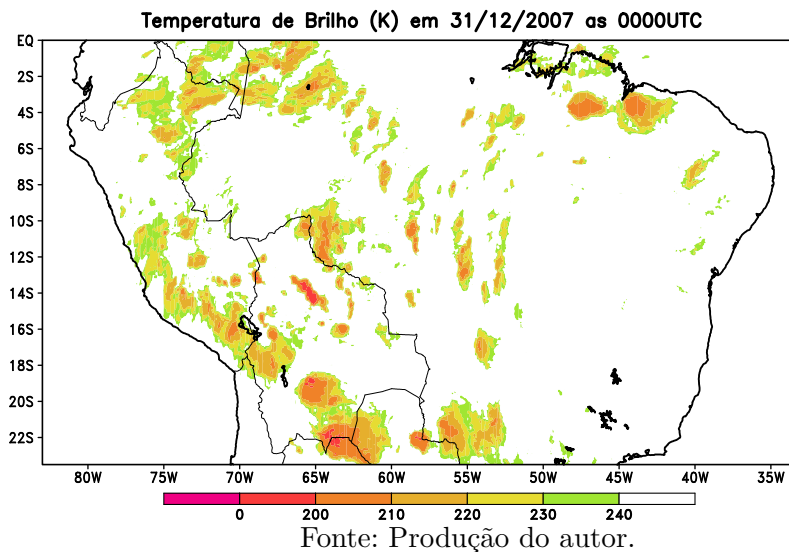 Temperatura de Brilho (K) em 31/12/2007 as 0000UTC
EQ
2S
4S
6S
8S
10S
12S
14S
16S
18S
20S
22S
80W 75W 70W 65W 60W 55W 50W 45W 40W 35W
0 200 210 220 230 240
Fonte: Produção do autor.